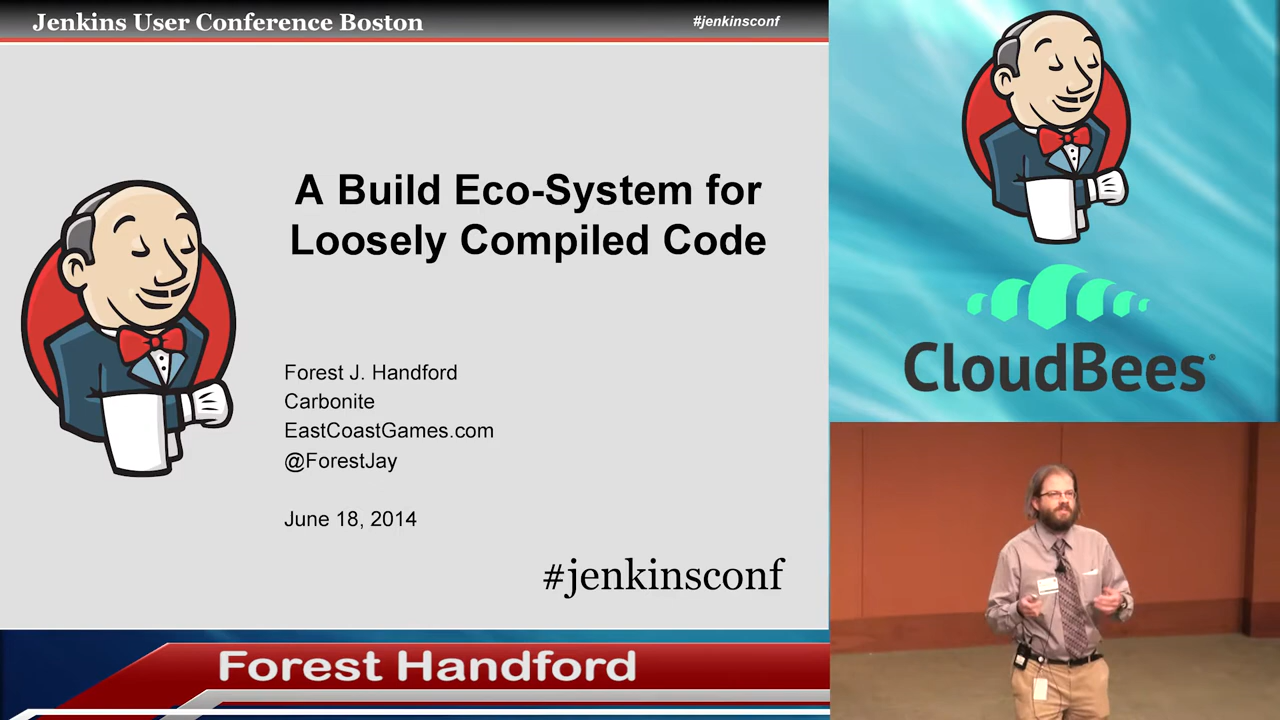 Jenkins User Conference Boston
#jenkinsconf
A Build Eco-System for
Loosely Compiled Code
Forest J. Handford
Carbonite
EastCoastGames.com
@ForestJay
June 18, 2014
#jenkinsconf
Forest Handford
CloudBees®